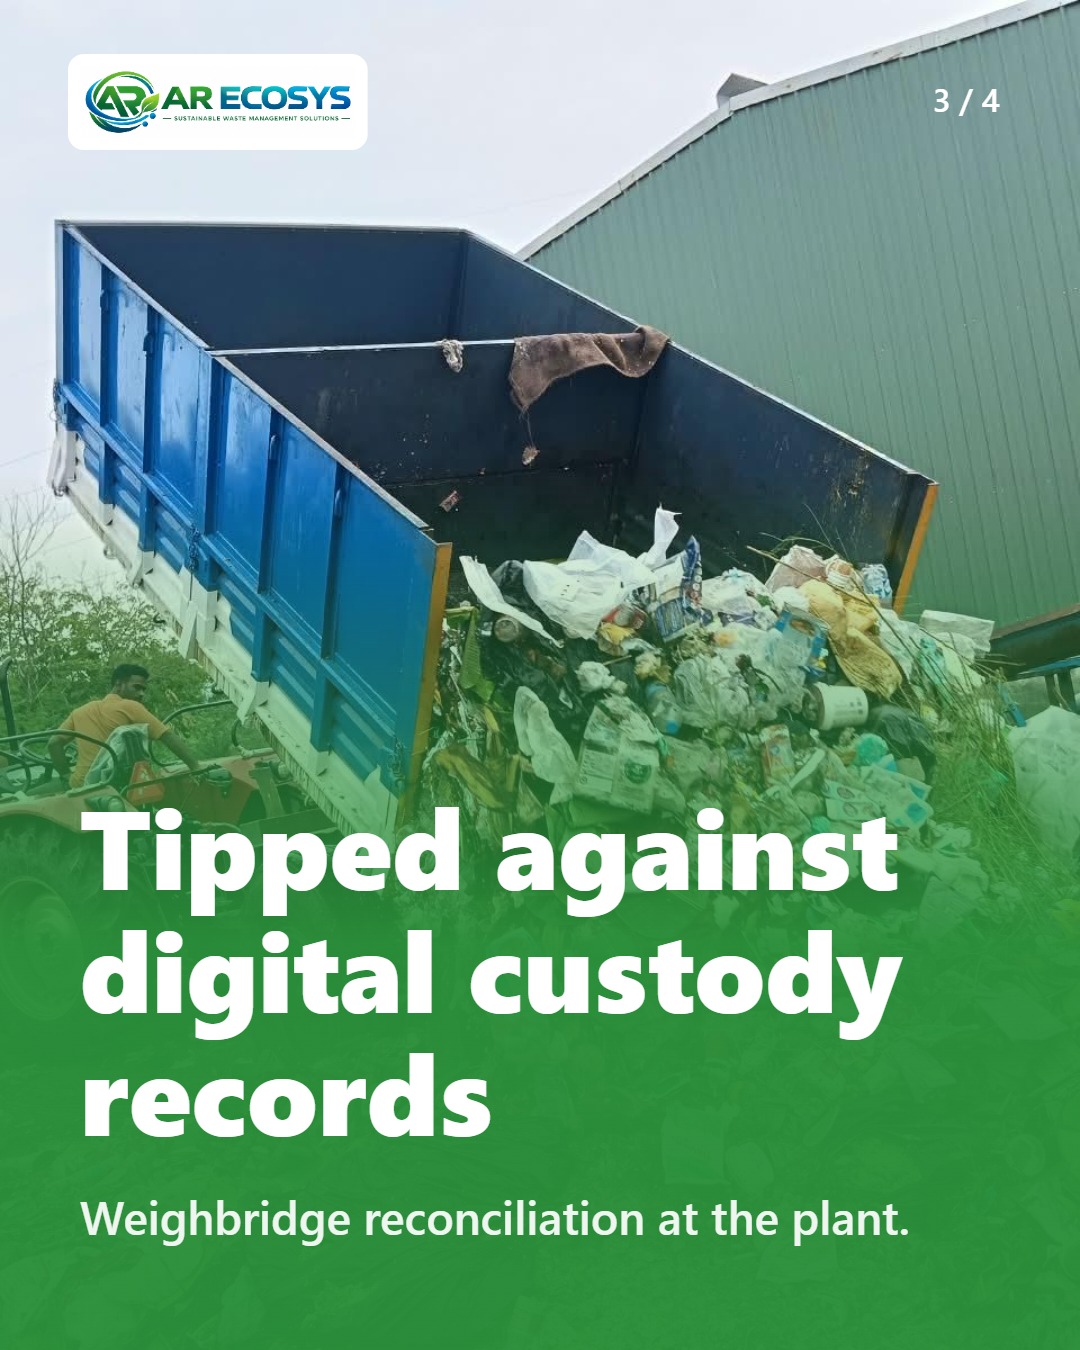 AR ECOSYS
SUSTAINABLE WASTE MANAGEMENT SOLUTIONS
3 / 4
Tipped against
digital custody
records
Weighbridge reconciliation at the plant.